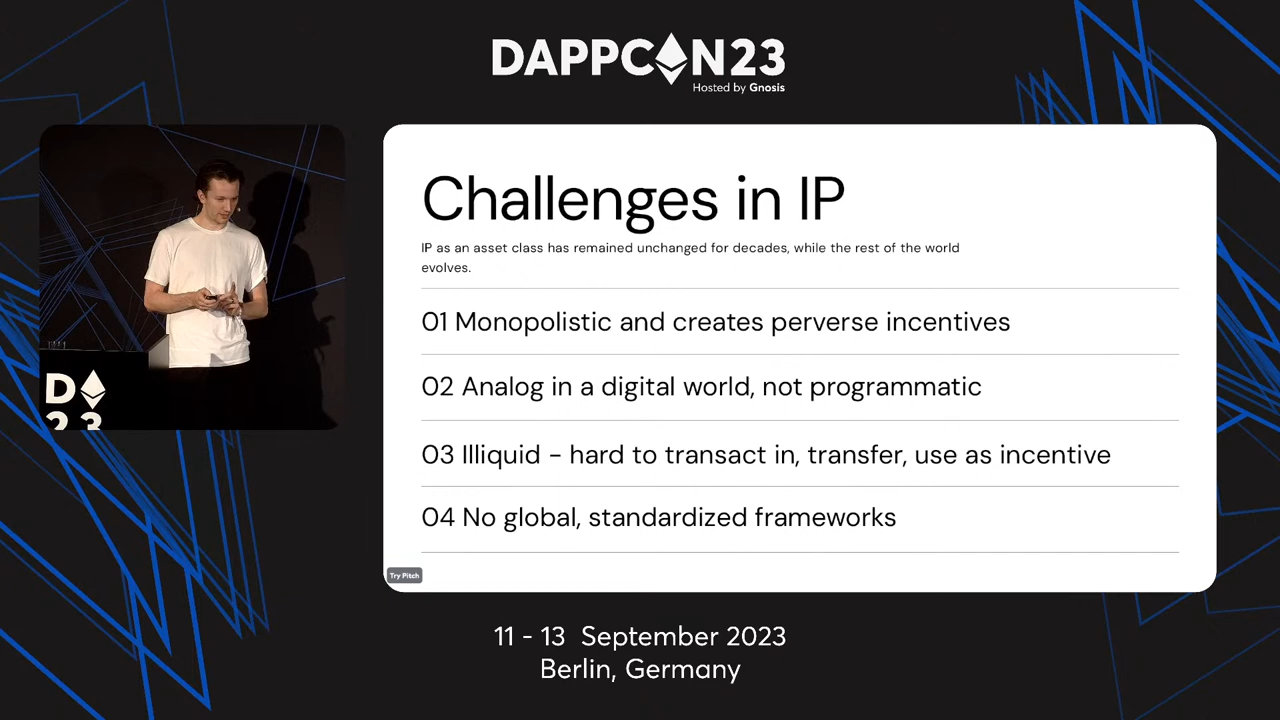 DAPPCON23
Hosted by Gnosis
Challenges in IP
IP as an asset class has remained unchanged for decades, while the rest of the world
evolves.
01 Monopolistic and creates perverse incentives
02 Analog in a digital world, not programmatic
03 Illiquid - hard to transact in, transfer, use as incentive
04 No global, standardized frameworks
Try Pitch
D
23
11 - 13 September 2023
Berlin, Germany